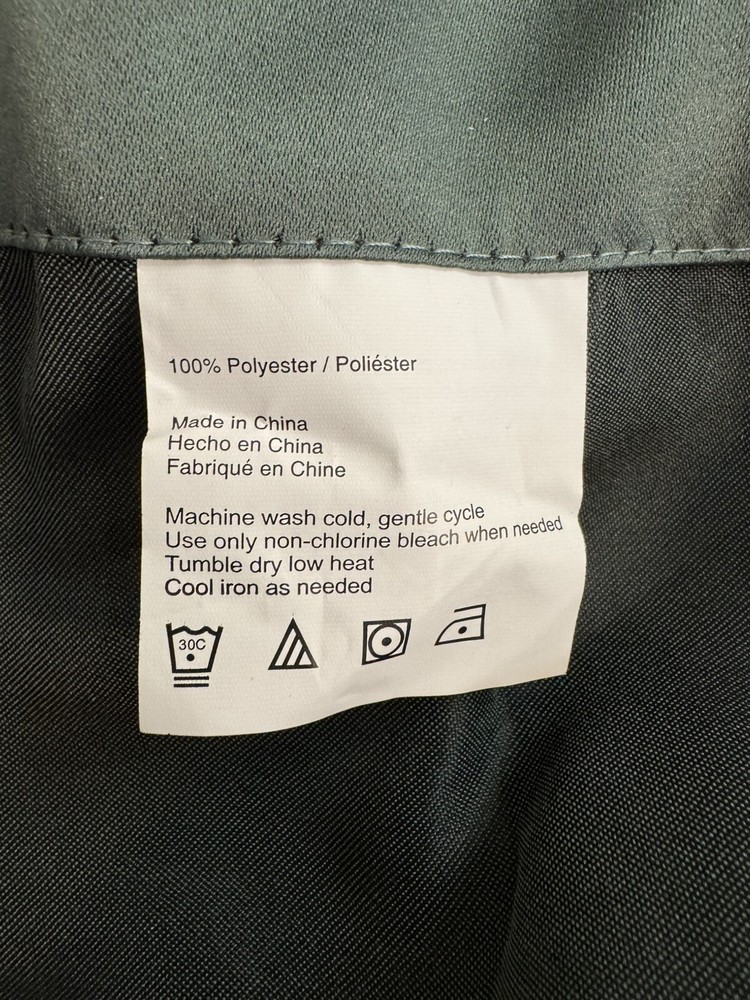 100% Polyester / Poliéster
Made in China
Hecho en China
Fabriqué en Chine
Machine wash cold, gentle cycle
Use only non-chlorine bleach when needed
Tumble dry low heat
Cool iron as needed
30C